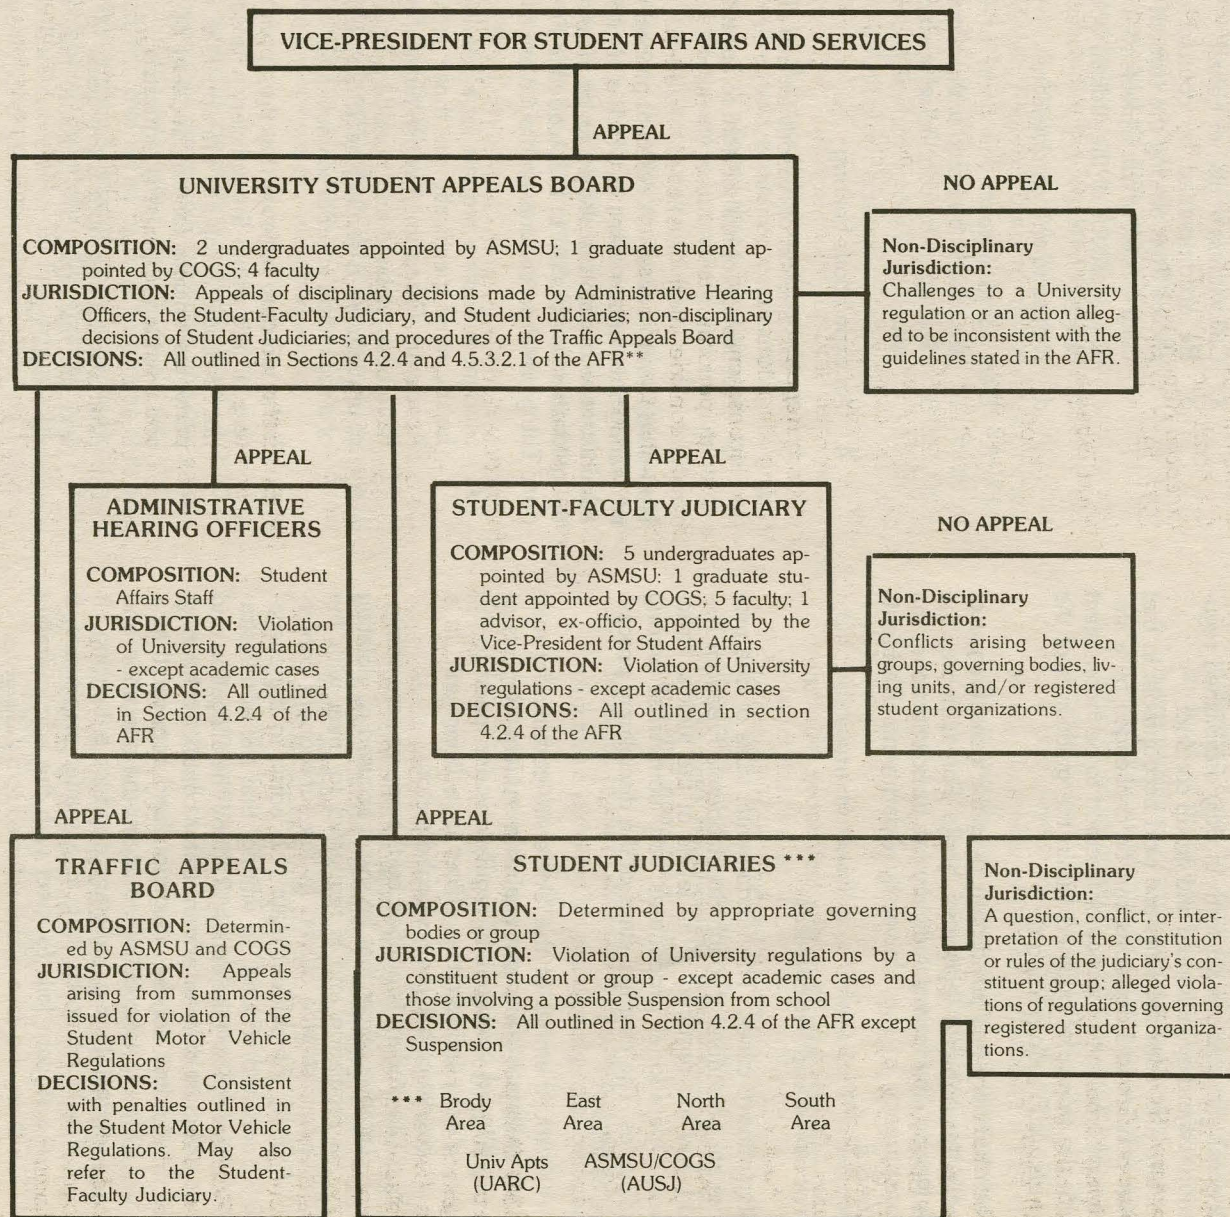 VICE-PRESIDENT FOR STUDENT AFFAIRS AND SERVICES
APPEAL
UNIVERSITY STUDENT APPEALS BOARD
COMPOSITION: 2 undergraduates appointed by ASMSU; 1 graduate student ap-
pointed by COGS; 4 faculty
JURISDICTION: Appeals of disciplinary decisions made by Administrative Hearing
Officers, the Student-Faculty Judiciary, and Student Judiciaries; non-disciplinary
decisions of Student Judiciaries; and procedures of the Traffic Appeals Board
DECISIONS: All outlined in Sections 4.2.4 and 4.5.3.2.1 of the AFR**
NO APPEAL
Non-Disciplinary
Jurisdiction:
Challenges to a University
regulation or an action alleg-
ed to be inconsistent with the
guidelines stated in the AFR.
APPEAL
ADMINISTRATIVE
HEARING OFFICERS
COMPOSITION: Student
Affairs Staff
JURISDICTION: Violation
of University regulations
- except academic cases
DECISIONS: All outlined
in Section 4.2.4 of the
AFR
APPEAL
STUDENT-FACULTY JUDICIARY
COMPOSITION: 5 undergraduates ap-
pointed by ASMSU: 1 graduate stu-
dent appointed by COGS; 5 faculty; 1
advisor, ex-officio, appointed by the
Vice-President for Student Affairs
JURISDICTION: Violation of University
regulations - except academic cases
DECISIONS: All outlined in section
4.2.4 of the AFR
NO APPEAL
Non-Disciplinary
Jurisdiction:
Conflicts arising between
groups, governing bodies, liv-
ing units, and/or registered
student organizations.
APPEAL
TRAFFIC APPEALS
BOARD
COMPOSITION: Determin-
ed by ASMSU and COGS
JURISDICTION: Appeals
arising from summonses
issued for violation of the
Student Motor Vehicle
Regulations
DECISIONS: Consistent
with penalties outlined in
the Student Motor Vehicle
Regulations. May also
refer to the Student-
Faculty Judiciary.
APPEAL
STUDENT JUDICIARIES ***
COMPOSITION: Determined by appropriate governing
bodies or group
JURISDICTION: Violation of University regulations by a
constituent student or group - except academic cases and
those involving a possible Suspension from school
DECISIONS: All outlined in Section 4.2.4 of the AFR except
Suspension
*** Brody East North South
Area Area Area Area
Univ Apts ASMSU/COGS
(UARC) (AUSJ)
Non-Disciplinary
Jurisdiction:
A question, conflict, or inter-
pretation of the constitution
or rules of the judiciary's con-
stituent group; alleged viola-
tions of regulations governing
registered student organiza-
tions.